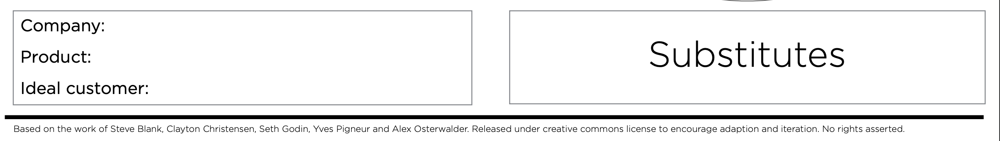 Company:
Product:
Ideal customer:
Substitutes
Based on the work of Steve Blank, Clayton Christensen, Seth Godin, Yves Pigneur and Alex Osterwalder. Released under creative commons license to encourage adaption and iteration. No rights asserted.